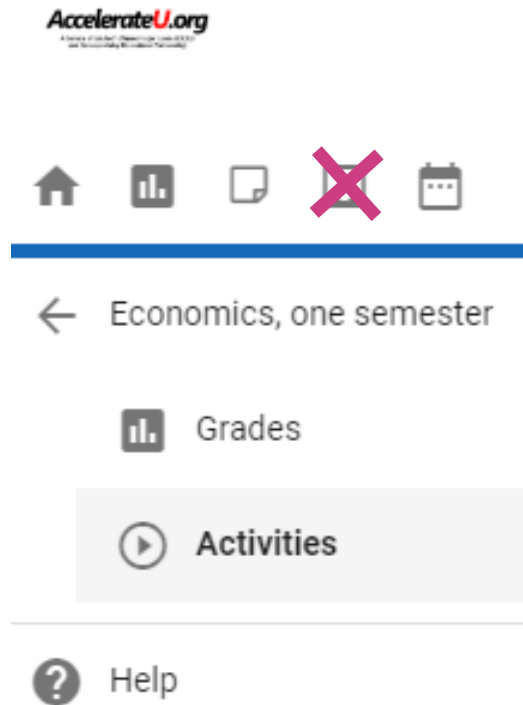 AccelerateU.org
Economics, one semester
Grades
Activities
Help